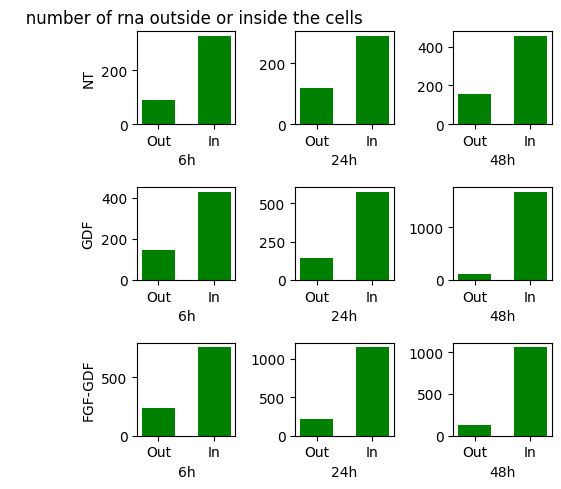 number of rna outside or inside the cells
NT
200
0
Out In
6h
200
0
Out In
24h
400
200
0
Out In
48h
GDF
400
200
0
Out In
6h
500
250
0
Out In
24h
1000
0
Out In
48h
FGF-GDF
500
0
Out In
6h
1000
500
0
Out In
24h
1000
500
0
Out In
48h